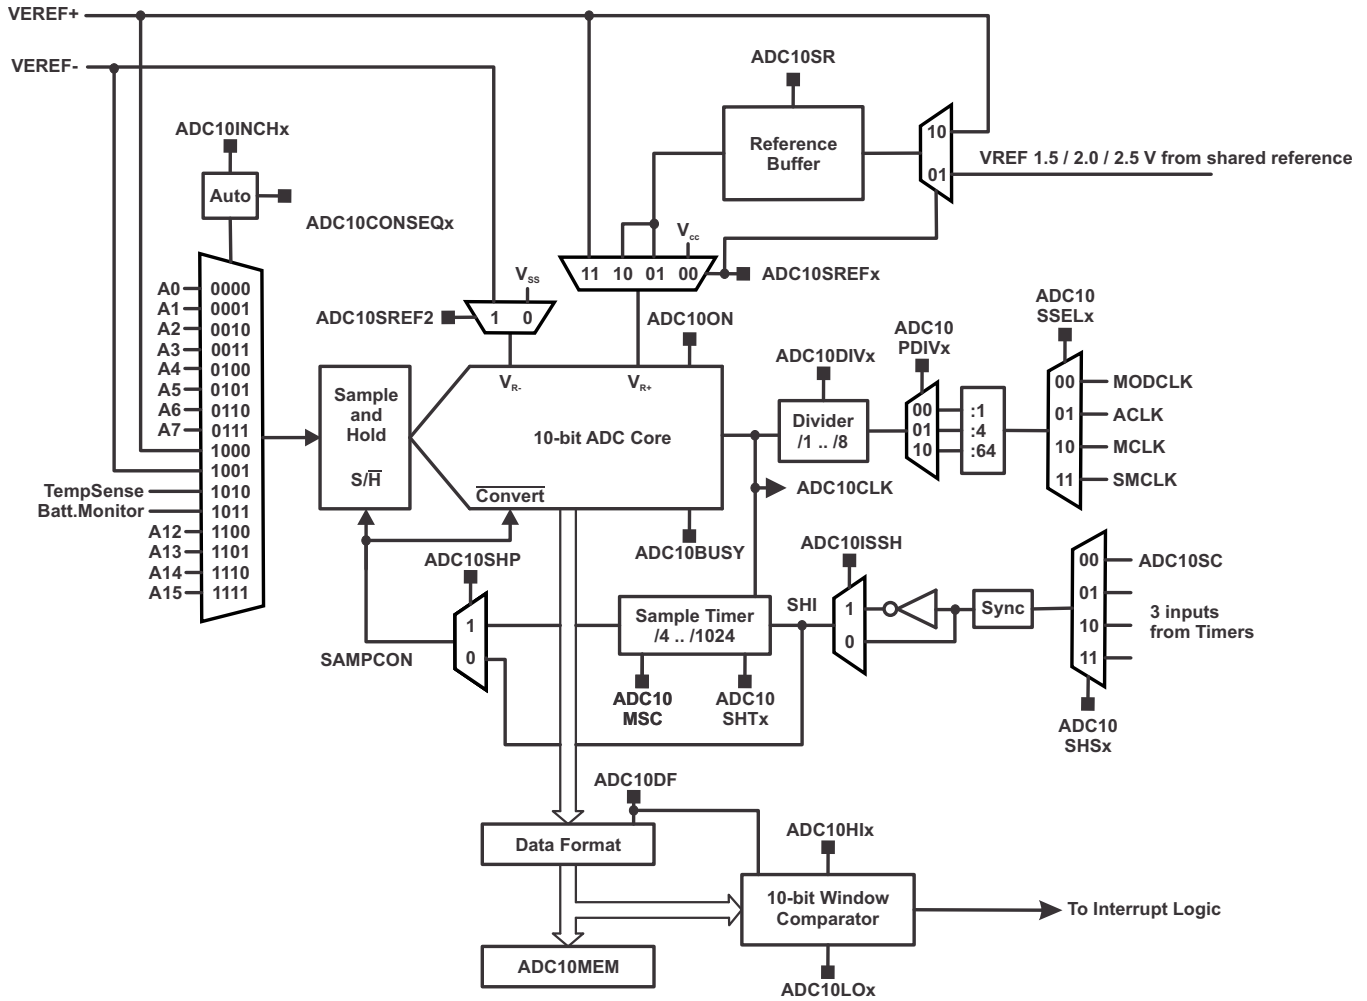 VEREF+
VEREF-
ADC10SR
ADC10INCHx
Reference
Buffer
10
01
VREF 1.5 / 2.0 / 2.5 V from shared reference
Auto
ADC10CONSEQx
Vcc
11 10 01 00
ADC10SREFx
VSS
ADC10SREF2
1 0
ADC10ON
A0 0000
A1 0001
A2 0010
A3 0011
A4 0100
A5 0101
A6 0110
A7 0111
1000
1001
TempSense 1010
Batt.Monitor 1011
A12 1100
A13 1101
A14 1110
A15 1111
Sample
and
Hold
S/H
VR-
VR+
10-bit ADC Core
Convert
ADC10BUSY
ADC10DIVx
Divider
/1 .. /8
ADC10
PDIVx
00
01
10
:1
:4
:64
ADC10
SSELx
00 MODCLK
01 ACLK
10 MCLK
11 SMCLK
ADC10CLK
ADC10SHP
1
0
SAMPCON
Sample Timer
/4 .. /1024
ADC10
MSC
ADC10
SHTx
SHI
ADC10ISSH
1
0
Sync
00 ADC10SC
01
10
11
3 inputs
from Timers
ADC10
SHSx
ADC10DF
Data Format
ADC10HIx
10-bit Window
Comparator
To Interrupt Logic
ADC10MEM
ADC10LOx